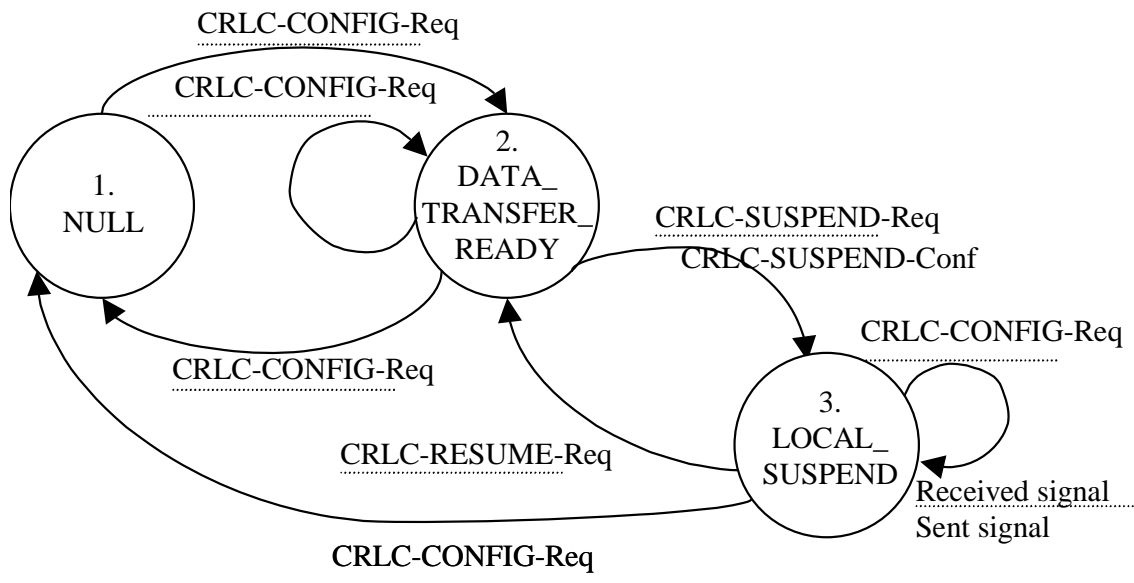 CRLC-CONFIG-Req
CRLC-CONFIG-Req
1.
NULL
2.
DATA_
TRANSFER_
READY
CRLC-SUSPEND-Req
CRLC-SUSPEND-Conf
CRLC-CONFIG-Req
CRLC-CONFIG-Req
3.
LOCAL_
SUSPEND
CRLC-RESUME-Req
Received signal
Sent signal
CRLC-CONFIG-Req